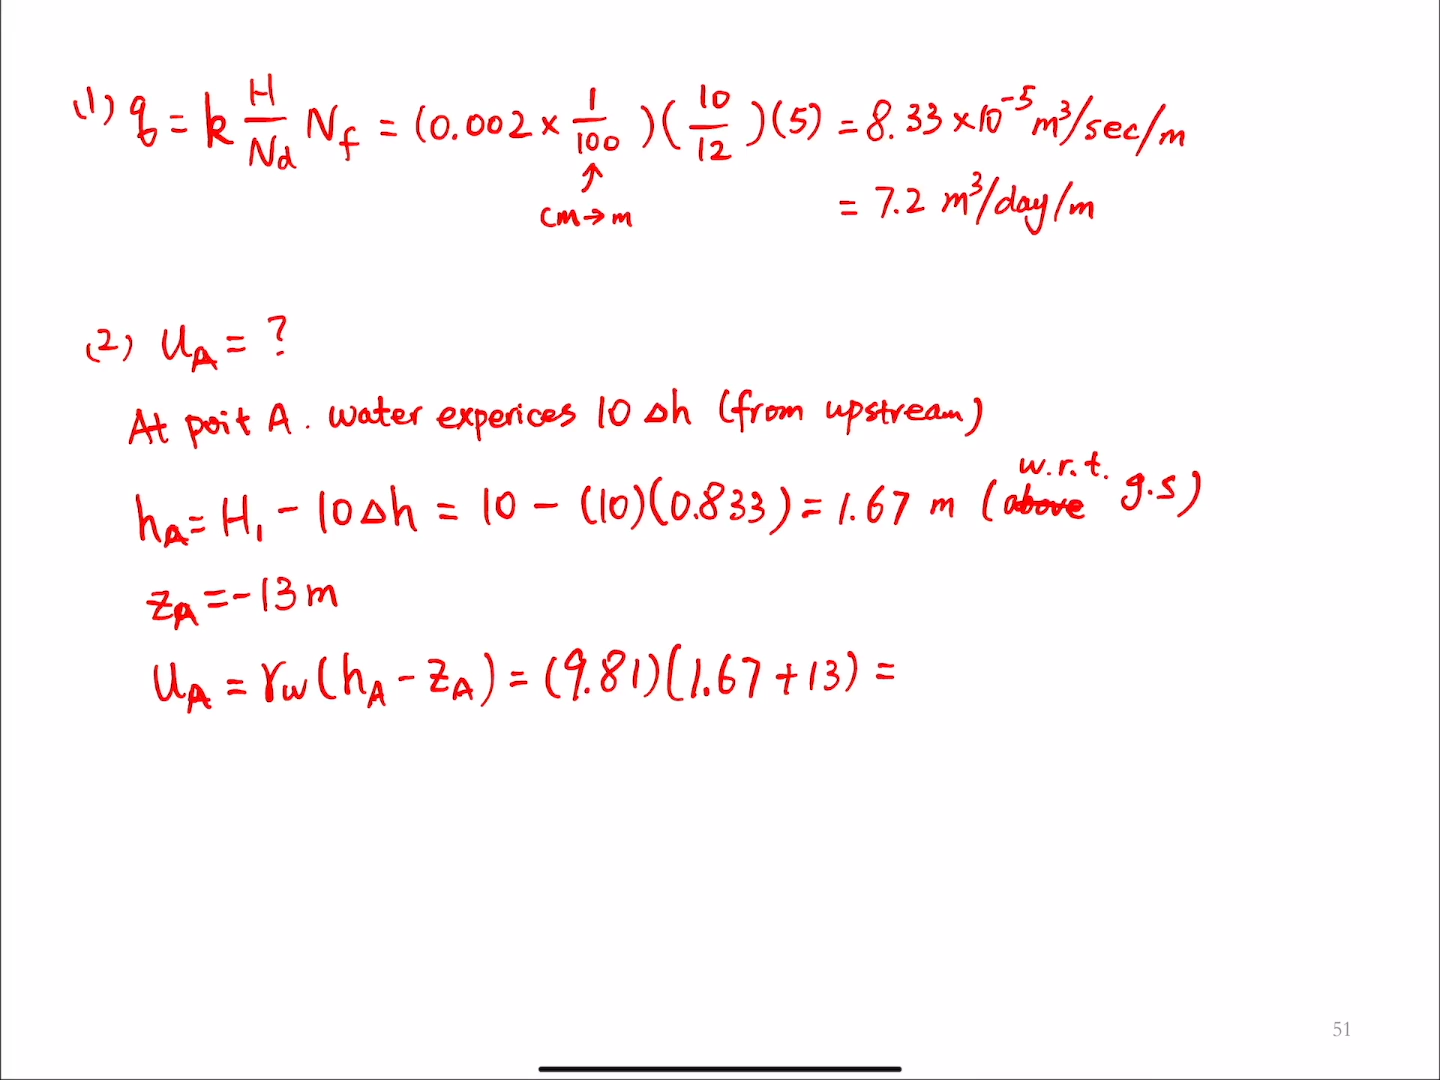 (1) q = k H/Nd Nf = (0.002 × 1/100)(10/12)(5) = 8.33 × 10⁻⁵ m³/sec/m
↑
cm → m
= 7.2 m³/day/m
(2) uA = ?
At poit A. water experices 10 Δh (from upstream)
w.r.t.
hA = H₁ - 10Δh = 10 - (10)(0.833) = 1.67 m (above g.s)
zA = -13 m
uA = γw(hA - zA) = (9.81)(1.67 + 13) =
51